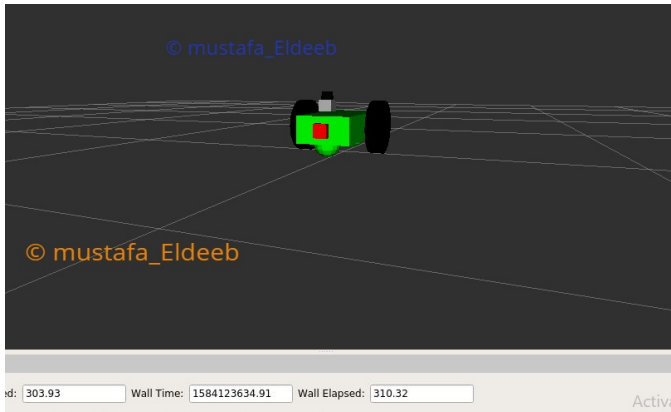 © mustafa_Eldeeb
© mustafa_Eldeeb
ed: 303.93 Wall Time: 1584123634.91 Wall Elapsed: 310.32
Activ